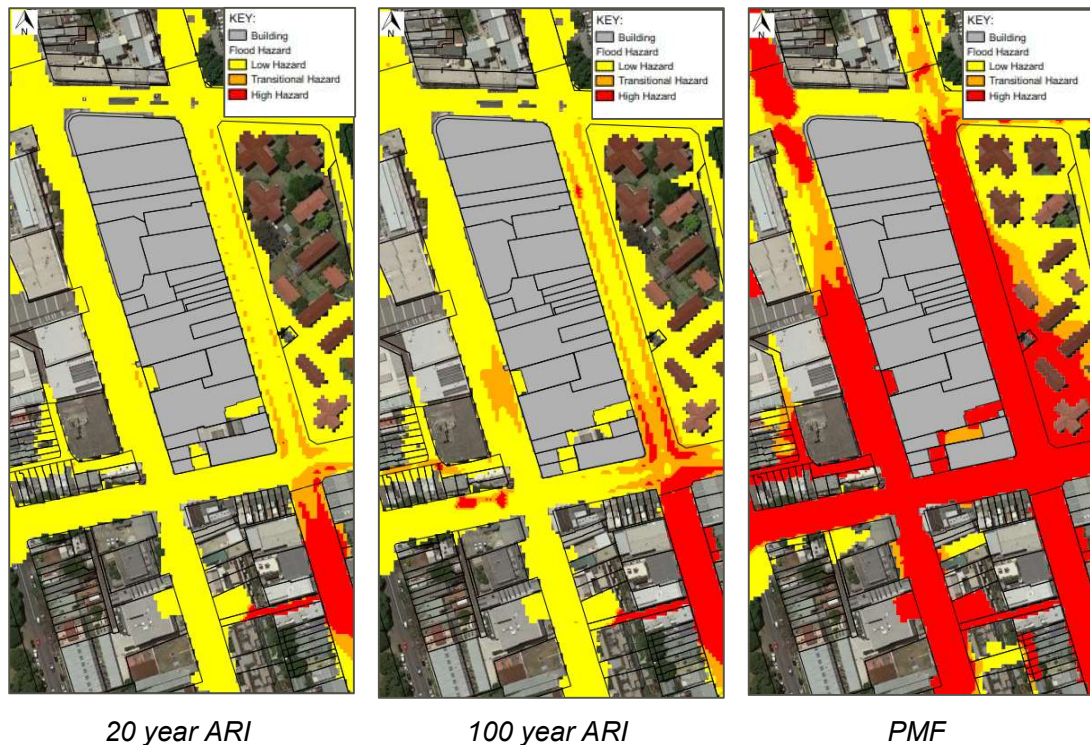 N
KEY:
Building
Flood Hazard
Low Hazard
Transitional Hazard
High Hazard
N
KEY:
Building
Flood Hazard
Low Hazard
Transitional Hazard
High Hazard
N
KEY:
Building
Flood Hazard
Low Hazard
Transitional Hazard
High Hazard
20 year ARI
100 year ARI
PMF